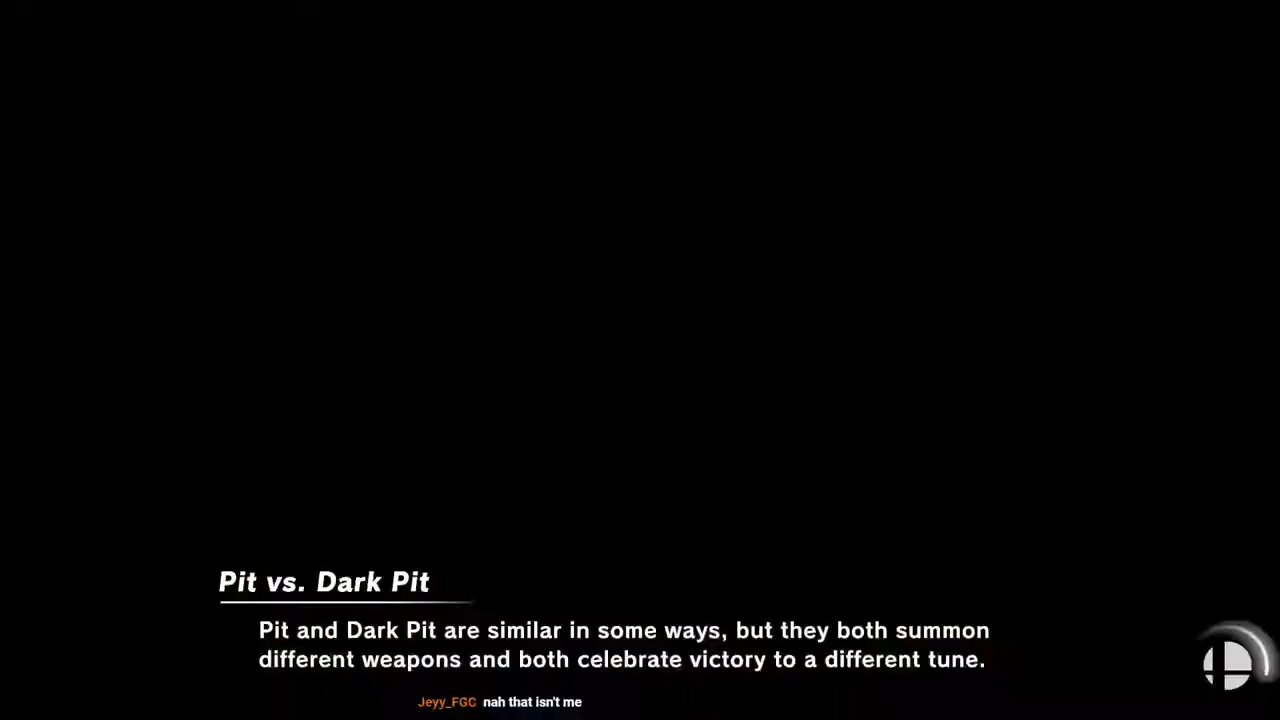 Pit vs. Dark Pit
Pit and Dark Pit are similar in some ways, but they both summon
different weapons and both celebrate victory to a different tune.
Jeyy_FGC nah that isn't me